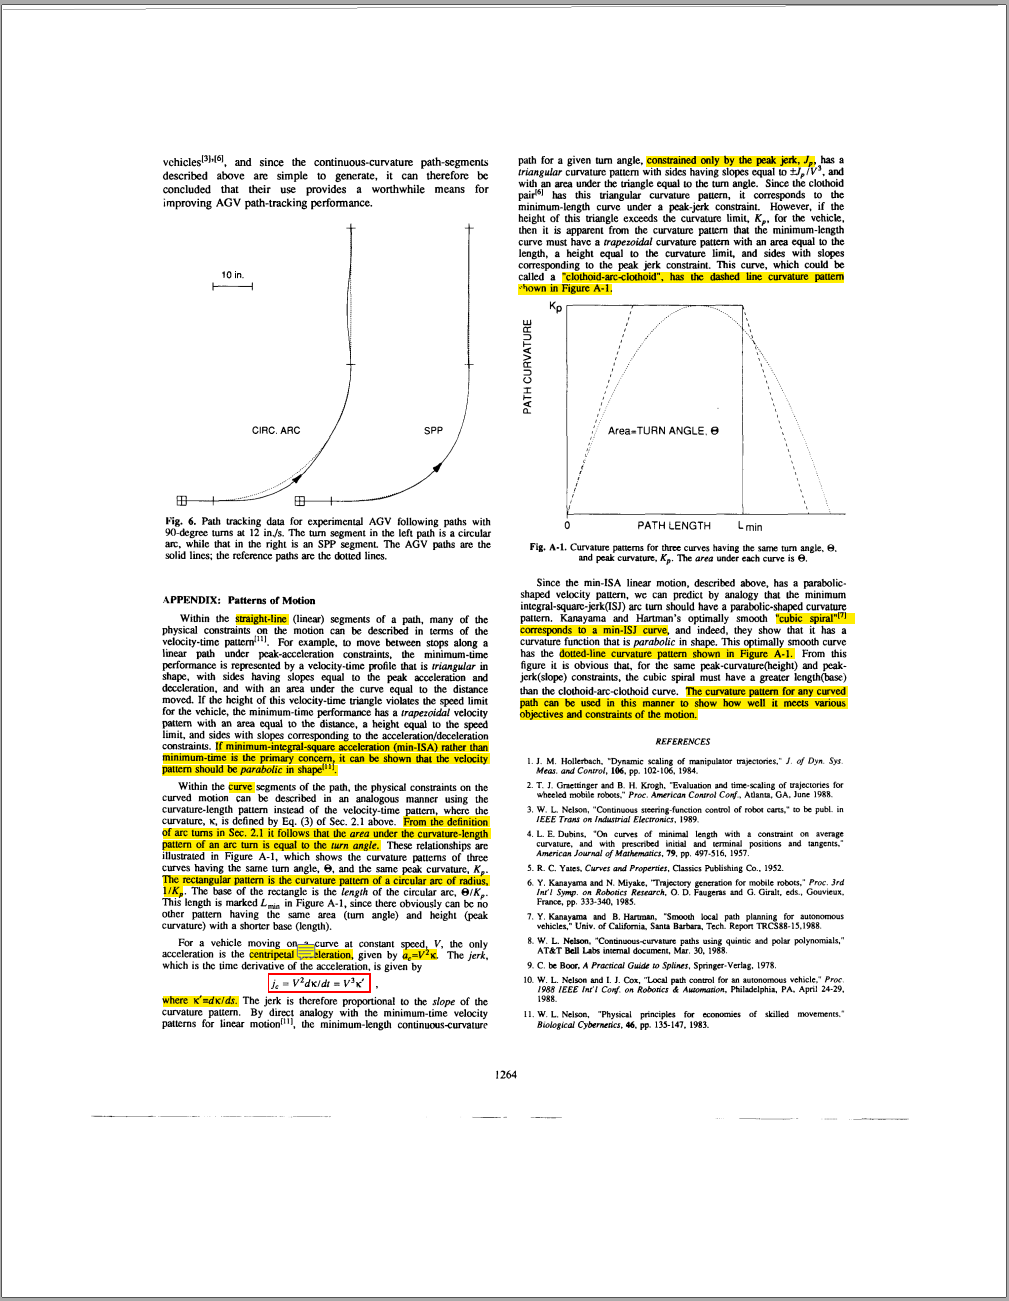 vehicles[3],[6], and since the continuous-curvature path-segments
described above are simple to generate, it can therefore be
concluded that their use provides a worthwhile means for
improving AGV path-tracking performance.
10 in.
CIRC. ARC
SPP
Fig. 6. Path tracking data for experimental AGV following paths with
90-degree turns at 12 in./s. The turn segment in the left path is a circular
arc, while that in the right is an SPP segment. The AGV paths are the
solid lines; the reference paths are the dotted lines.
APPENDIX: Patterns of Motion
Within the straight-line (linear) segments of a path, many of the
physical constraints on the motion can be described in terms of the
velocity-time pattern[11]. For example, to move between stops along a
linear path under peak-acceleration constraints, the minimum-time
performance is represented by a velocity-time profile that is triangular in
shape, with sides having slopes equal to the peak acceleration and
deceleration, and with an area under the curve equal to the distance
moved. If the height of this velocity-time triangle violates the speed limit
for the vehicle, the minimum-time performance has a trapezoidal velocity
pattern with an area equal to the distance, a height equal to the speed
limit, and sides with slopes corresponding to the acceleration/deceleration
constraints. If minimum-integral-square acceleration (min-ISA) rather than
minimum-time is the primary concern, it can be shown that the velocity
pattern should be parabolic in shape[11].
Within the curve segments of the path, the physical constraints on the
curved motion can be described in an analogous manner using the
curvature-length pattern instead of the velocity-time pattern, where the
curvature, κ, is defined by Eq. (3) of Sec. 2.1 above. From the definition
of arc turns in Sec. 2.1 it follows that the area under the curvature-length
pattern of an arc turn is equal to the turn angle. These relationships are
illustrated in Figure A-1, which shows the curvature patterns of three
curves having the same turn angle, Θ, and the same peak curvature, Kp.
The rectangular pattern is the curvature pattern of a circular arc of radius,
1/Kp. The base of the rectangle is the length of the circular arc, Θ/Kp.
This length is marked Lmin in Figure A-1, since there obviously can be no
other pattern having the same area (turn angle) and height (peak
curvature) with a shorter base (length).
For a vehicle moving on a curve at constant speed, V, the only
acceleration is the centripetal acceleration, given by ac=V²κ. The jerk,
which is the time derivative of the acceleration, is given by
jc = V²dκ/dt = V³κ′ ,
where κ′=dκ/ds. The jerk is therefore proportional to the slope of the
curvature pattern. By direct analogy with the minimum-time velocity
patterns for linear motion[11], the minimum-length continuous-curvature
path for a given turn angle, constrained only by the peak jerk, Jp, has a
triangular curvature pattern with sides having slopes equal to ±Jp/V³, and
with an area under the triangle equal to the turn angle. Since the clothoid
pair[6] has this triangular curvature pattern, it corresponds to the
minimum-length curve under a peak-jerk constraint. However, if the
height of this triangle exceeds the curvature limit, Kp, for the vehicle,
then it is apparent from the curvature pattern that the minimum-length
curve must have a trapezoidal curvature pattern with an area equal to the
length, a height equal to the curvature limit, and sides with slopes
corresponding to the peak jerk constraint. This curve, which could be
called a "clothoid-arc-clothoid", has the dashed line curvature pattern
shown in Figure A-1.
Kp
PATH CURVATURE
Area=TURN ANGLE, Θ
0 PATH LENGTH Lmin
Fig. A-1. Curvature patterns for three curves having the same turn angle, Θ,
and peak curvature, Kp. The area under each curve is Θ.
Since the min-ISA linear motion, described above, has a parabolic-
shaped velocity pattern, we can predict by analogy that the minimum
integral-square-jerk(ISJ) arc turn should have a parabolic-shaped curvature
pattern. Kanayama and Hartman's optimally smooth "cubic spiral"[7]
corresponds to a min-ISJ curve, and indeed, they show that it has a
curvature function that is parabolic in shape. This optimally smooth curve
has the dotted-line curvature pattern shown in Figure A-1. From this
figure it is obvious that, for the same peak-curvature(height) and peak-
jerk(slope) constraints, the cubic spiral must have a greater length(base)
than the clothoid-arc-clothoid curve. The curvature pattern for any curved
path can be used in this manner to show how well it meets various
objectives and constraints of the motion.
REFERENCES
1. J. M. Hollerbach, "Dynamic scaling of manipulator trajectories," J. of Dyn. Sys.
Meas. and Control, 106, pp. 102-106, 1984.
2. T. J. Graettinger and B. H. Krogh, "Evaluation and time-scaling of trajectories for
wheeled mobile robots," Proc. American Control Conf., Atlanta, GA, June 1988.
3. W. L. Nelson, "Continuous steering-function control of robot carts," to be publ. in
IEEE Trans on Industrial Electronics, 1989.
4. L. E. Dubins, "On curves of minimal length with a constraint on average
curvature, and with prescribed initial and terminal positions and tangents,"
American Journal of Mathematics, 79, pp. 497-516, 1957.
5. R. C. Yates, Curves and Properties, Classics Publishing Co., 1952.
6. Y. Kanayama and N. Miyake, "Trajectory generation for mobile robots," Proc. 3rd
Int'l Symp. on Robotics Research, O. D. Faugeras and G. Giralt, eds., Gouvieux,
France, pp. 333-340, 1985.
7. Y. Kanayama and B. Hartman, "Smooth local path planning for autonomous
vehicles," Univ. of California, Santa Barbara, Tech. Report TRCS88-15,1988.
8. W. L. Nelson, "Continuous-curvature paths using quintic and polar polynomials,"
AT&T Bell Labs internal document, Mar. 30, 1988.
9. C. be Boor, A Practical Guide to Splines, Springer-Verlag, 1978.
10. W. L. Nelson and I. J. Cox, "Local path control for an autonomous vehicle," Proc.
1988 IEEE Int'l Conf. on Robotics & Automation, Philadelphia, PA, April 24-29,
1988.
11. W. L. Nelson, "Physical principles for economies of skilled movements,"
Biological Cybernetics, 46, pp. 135-147, 1983.
1264